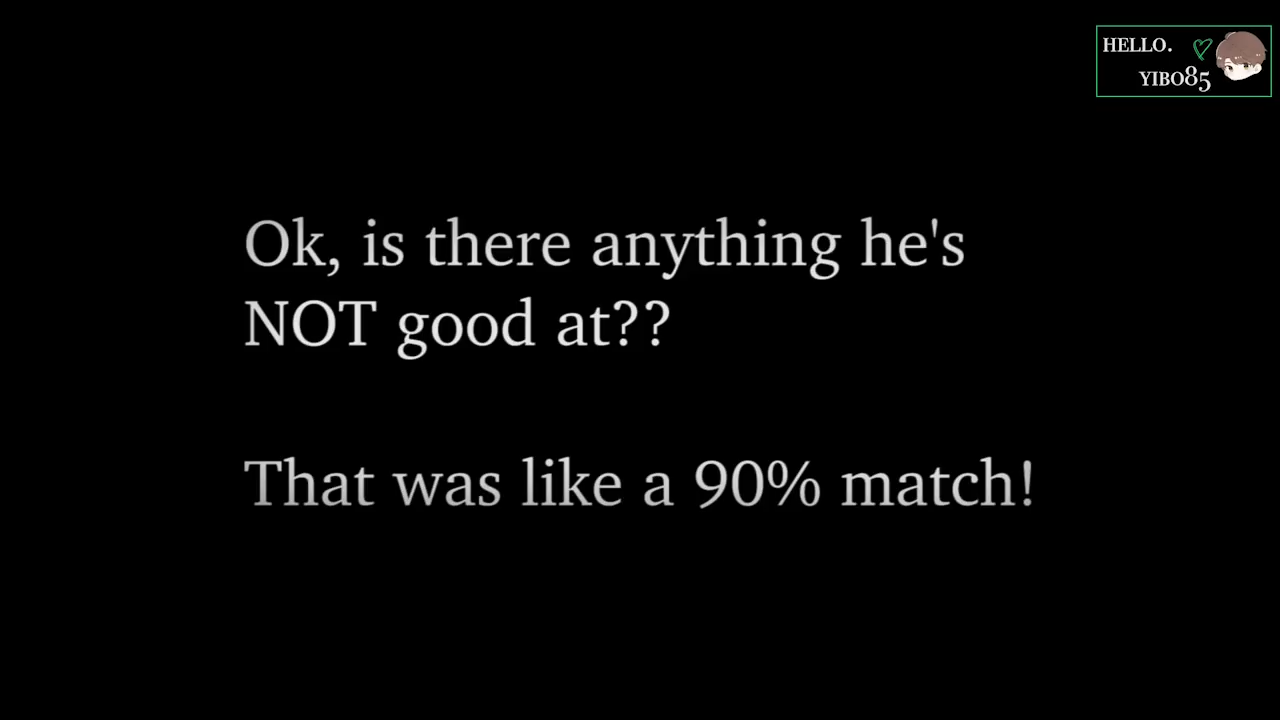 HELLO.
YIBO85
Ok, is there anything he's
NOT good at??
That was like a 90% match!